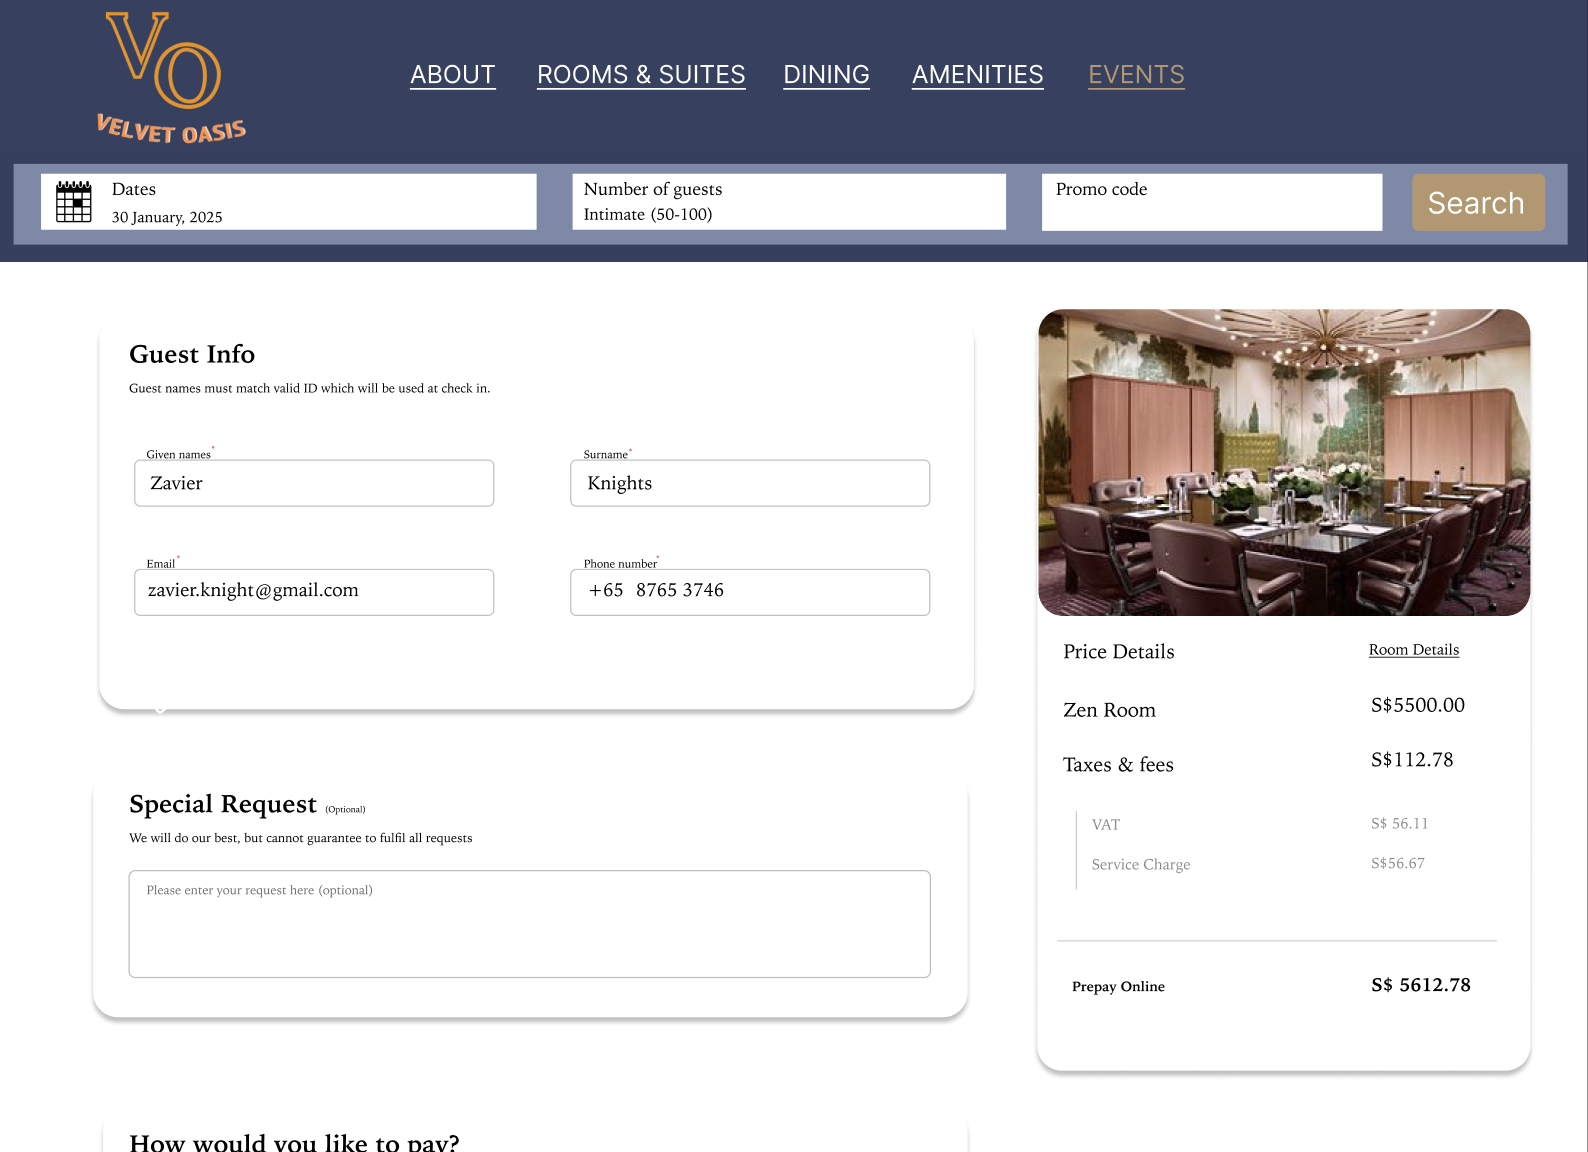 VO
VELVET OASIS
ABOUT ROOMS & SUITES DINING AMENITIES EVENTS
Dates
30 January, 2025
Number of guests
Intimate (50-100)
Promo code
Search
Guest Info
Guest names must match valid ID which will be used at check in.
Given names*
Zavier
Surname*
Knights
Email*
zavier.knight@gmail.com
Phone number*
+65 8765 3746
Special Request (Optional)
We will do our best, but cannot guarantee to fulfil all requests
Please enter your request here (optional)
How would you like to pay?
Price Details Room Details
Zen Room S$5500.00
Taxes & fees S$112.78
VAT S$ 56.11
Service Charge S$56.67
Prepay Online S$ 5612.78